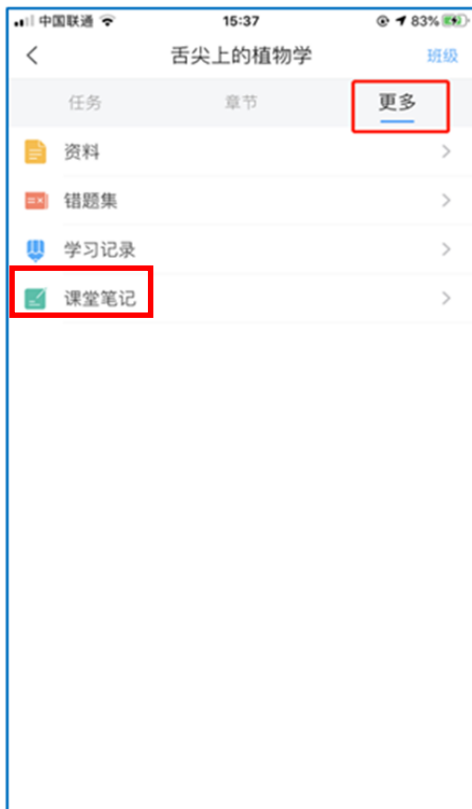 中国联通 15:37 83%
舌尖上的植物学 班级
任务 章节 更多
资料
错题集
学习记录
课堂笔记